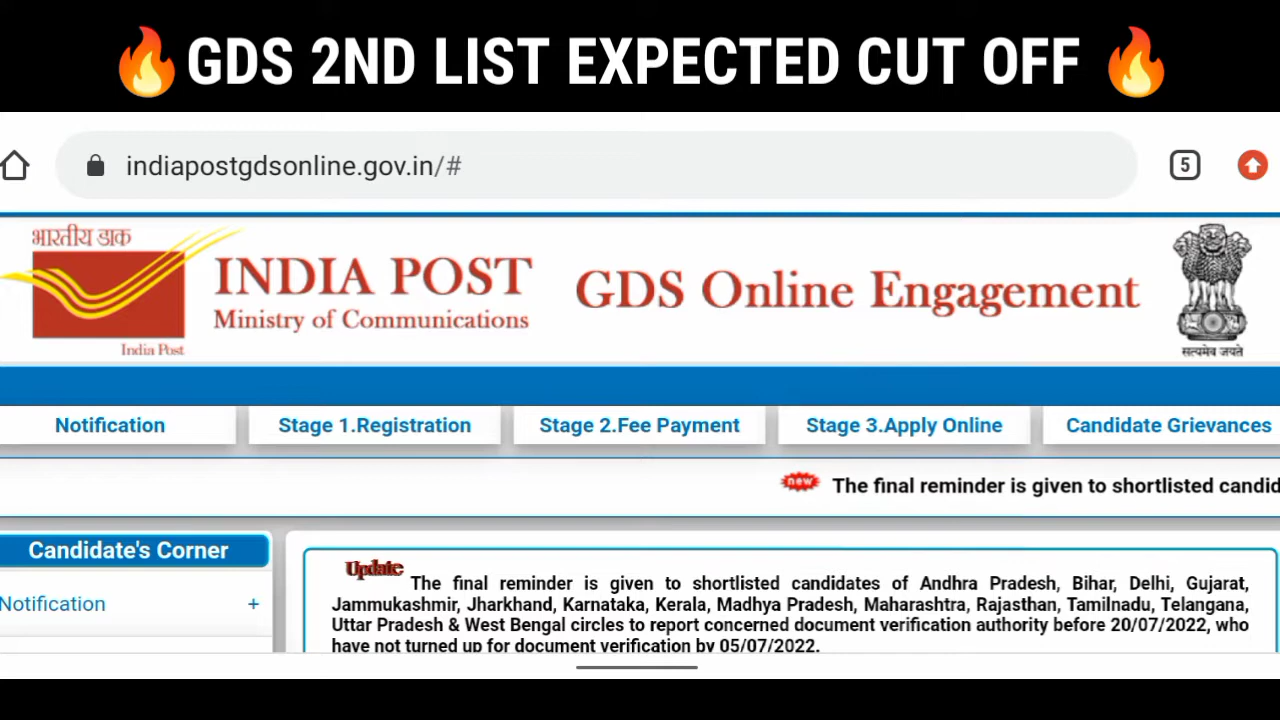 🔥GDS 2ND LIST EXPECTED CUT OFF 🔥
indiapostgdsonline.gov.in/#
5
भारतीय डाक
India Post
INDIA POST
Ministry of Communications
GDS Online Engagement
सत्यमेव जयते
Notification
Stage 1.Registration
Stage 2.Fee Payment
Stage 3.Apply Online
Candidate Grievances
new
The final reminder is given to shortlisted candid
Candidate's Corner
Notification +
Update
The final reminder is given to shortlisted candidates of Andhra Pradesh, Bihar, Delhi, Gujarat,
Jammukashmir, Jharkhand, Karnataka, Kerala, Madhya Pradesh, Maharashtra, Rajasthan, Tamilnadu, Telangana,
Uttar Pradesh & West Bengal circles to report concerned document verification authority before 20/07/2022, who
have not turned up for document verification by 05/07/2022.